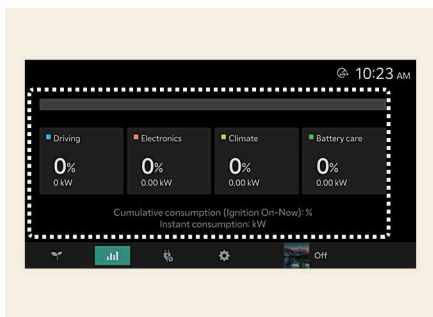 10:23 AM
Driving
0%
0 kW
Electronics
0%
0.00 kW
Climate
0%
0.00 kW
Battery care
0%
0.00 kW
Cumulative consumption (Ignition On-Now): %
Instant consumption: kW
Off